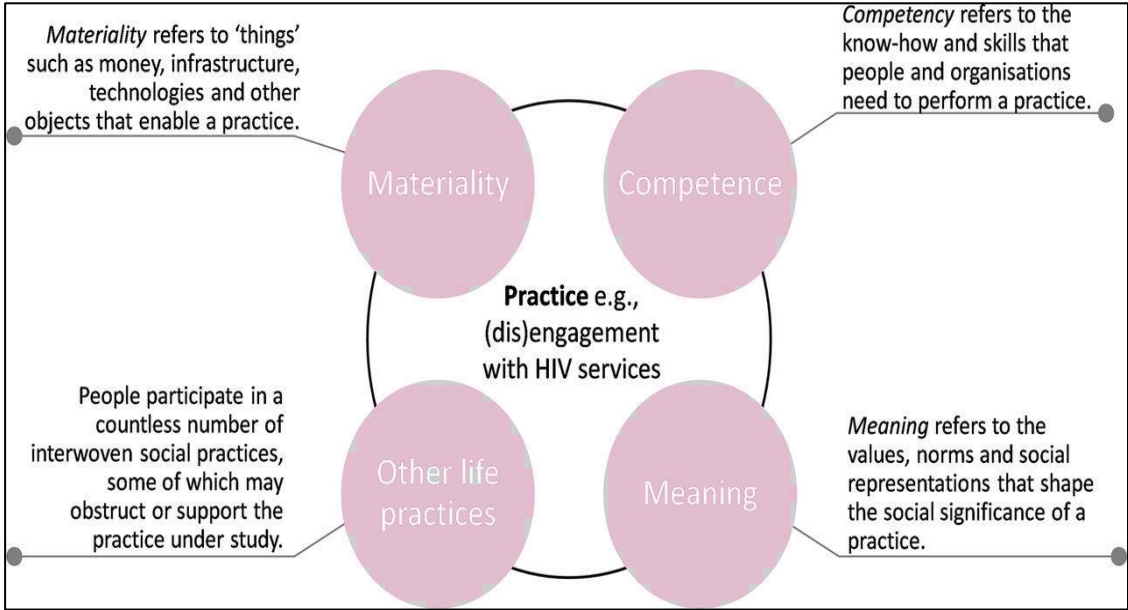 Materiality refers to ‘things’
such as money, infrastructure,
technologies and other
objects that enable a practice.
Competency refers to the
know-how and skills that
people and organisations
need to perform a practice.
Materiality
Competence
Practice e.g.,
(dis)engagement
with HIV services
People participate in a
countless number of
interwoven social practices,
some of which may
obstruct or support the
practice under study.
Other life
practices
Meaning
Meaning refers to the
values, norms and social
representations that shape
the social significance of a
practice.